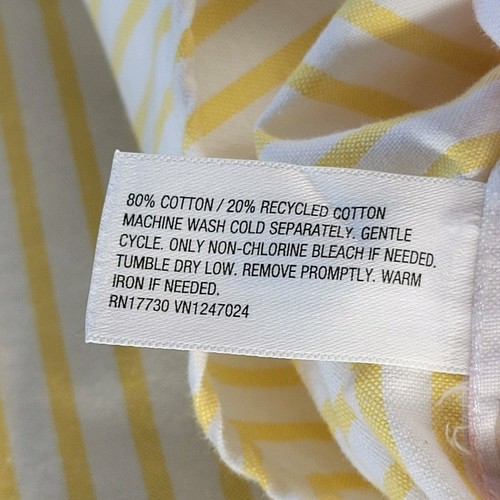 80% COTTON / 20% RECYCLED COTTON
MACHINE WASH COLD SEPARATELY. GENTLE
CYCLE. ONLY NON-CHLORINE BLEACH IF NEEDED.
TUMBLE DRY LOW. REMOVE PROMPTLY. WARM
IRON IF NEEDED.
RN17730 VN1247024